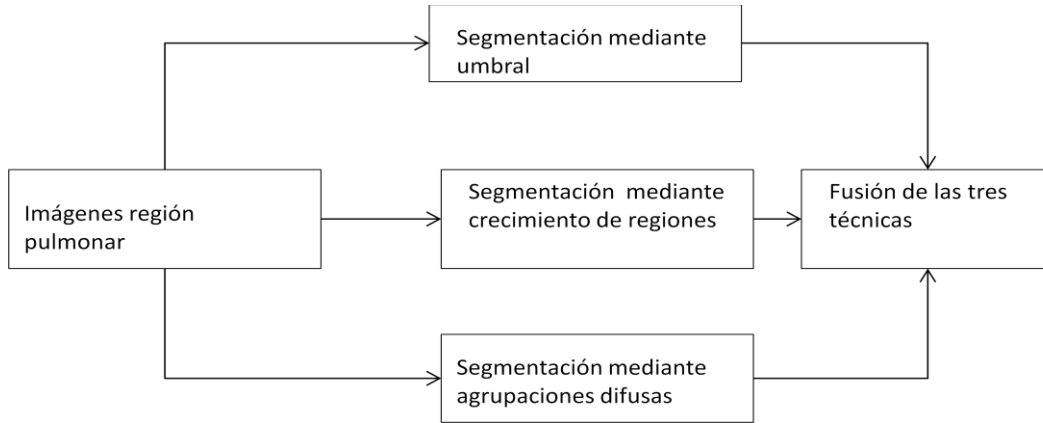 Segmentación mediante
umbral
Imágenes región
pulmonar
Segmentación mediante
crecimiento de regiones
Fusión de las tres
técnicas
Segmentación mediante
agrupaciones difusas